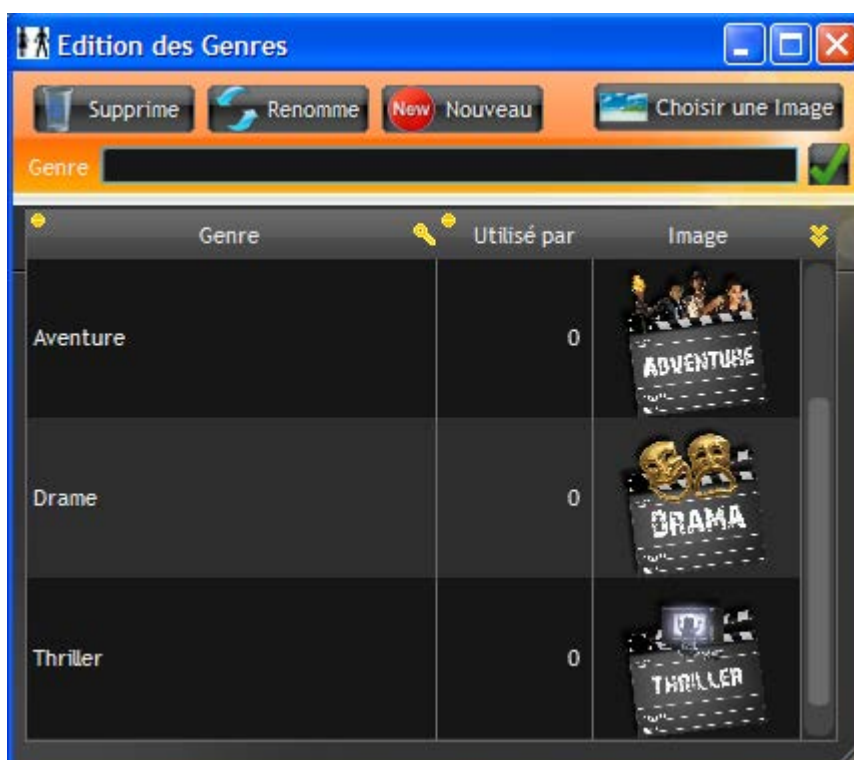 Edition des Genres
Supprime Renomme New Nouveau Choisir une Image
Genre
Genre Utilisé par Image
Aventure 0 ADVENTURE
Drame 0 DRAMA
Thriller 0 THRILLER